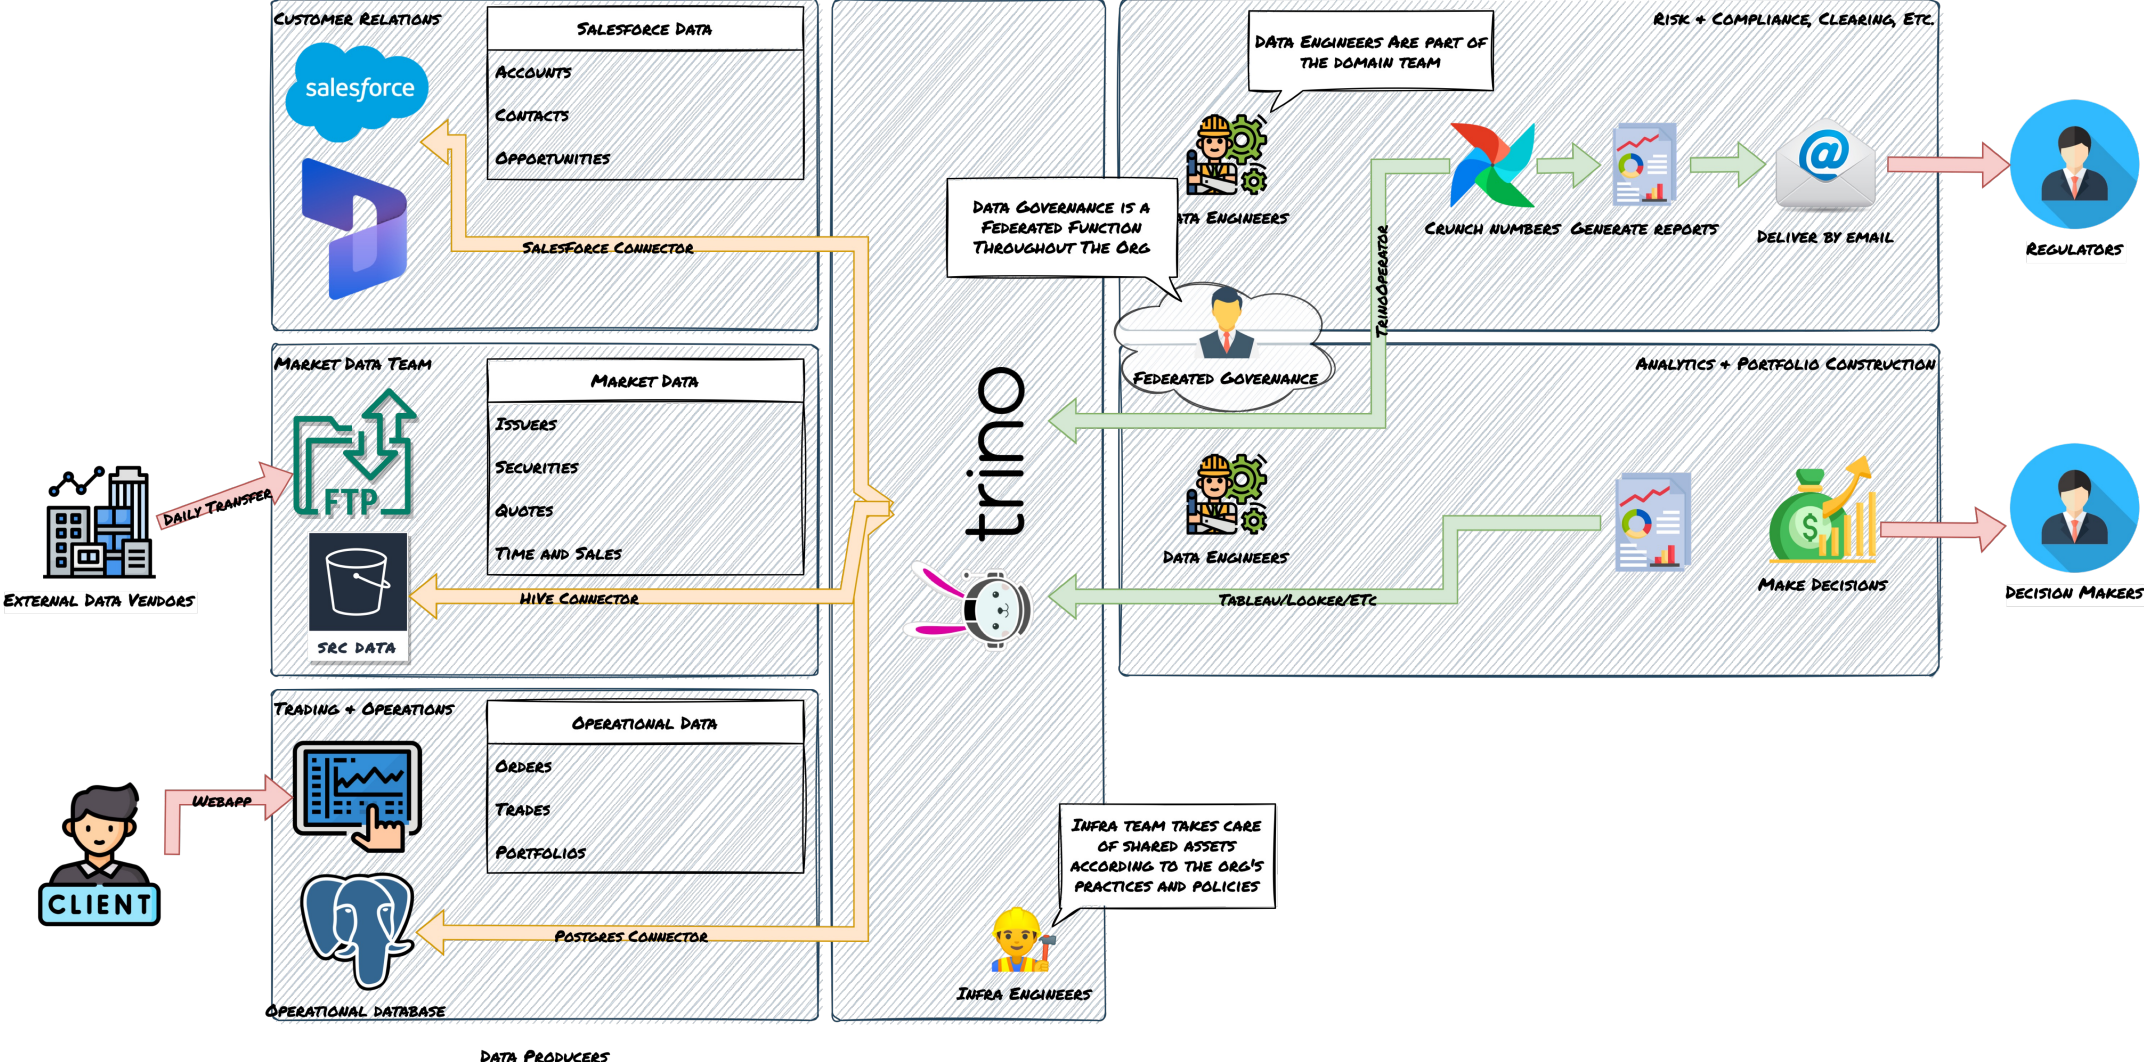 Customer Relations
salesforce
Salesforce Data
Accounts
Contacts
Opportunities
SalesForce Connector
Market Data Team
FTP
SRC DATA
Market Data
Issuers
Securities
Quotes
Time and Sales
Hive Connector
Daily Transfer
External Data Vendors
Trading & Operations
Operational Data
Orders
Trades
Portfolios
Webapp
CLIENT
Postgres Connector
Operational database
Data Producers
trino
Infra team takes care
of shared assets
according to the org's
practices and policies
Infra Engineers
Data Governance is a
Federated Function
Throughout The Org
Federated Governance
Risk & Compliance, Clearing, Etc.
Data Engineers Are part of
the domain team
ata Engineers
TrinoOperator
Crunch numbers
Generate reports
@
Deliver by email
Regulators
Analytics & Portfolio Construction
Data Engineers
Tableau/Looker/Etc
$
Make Decisions
Decision Makers